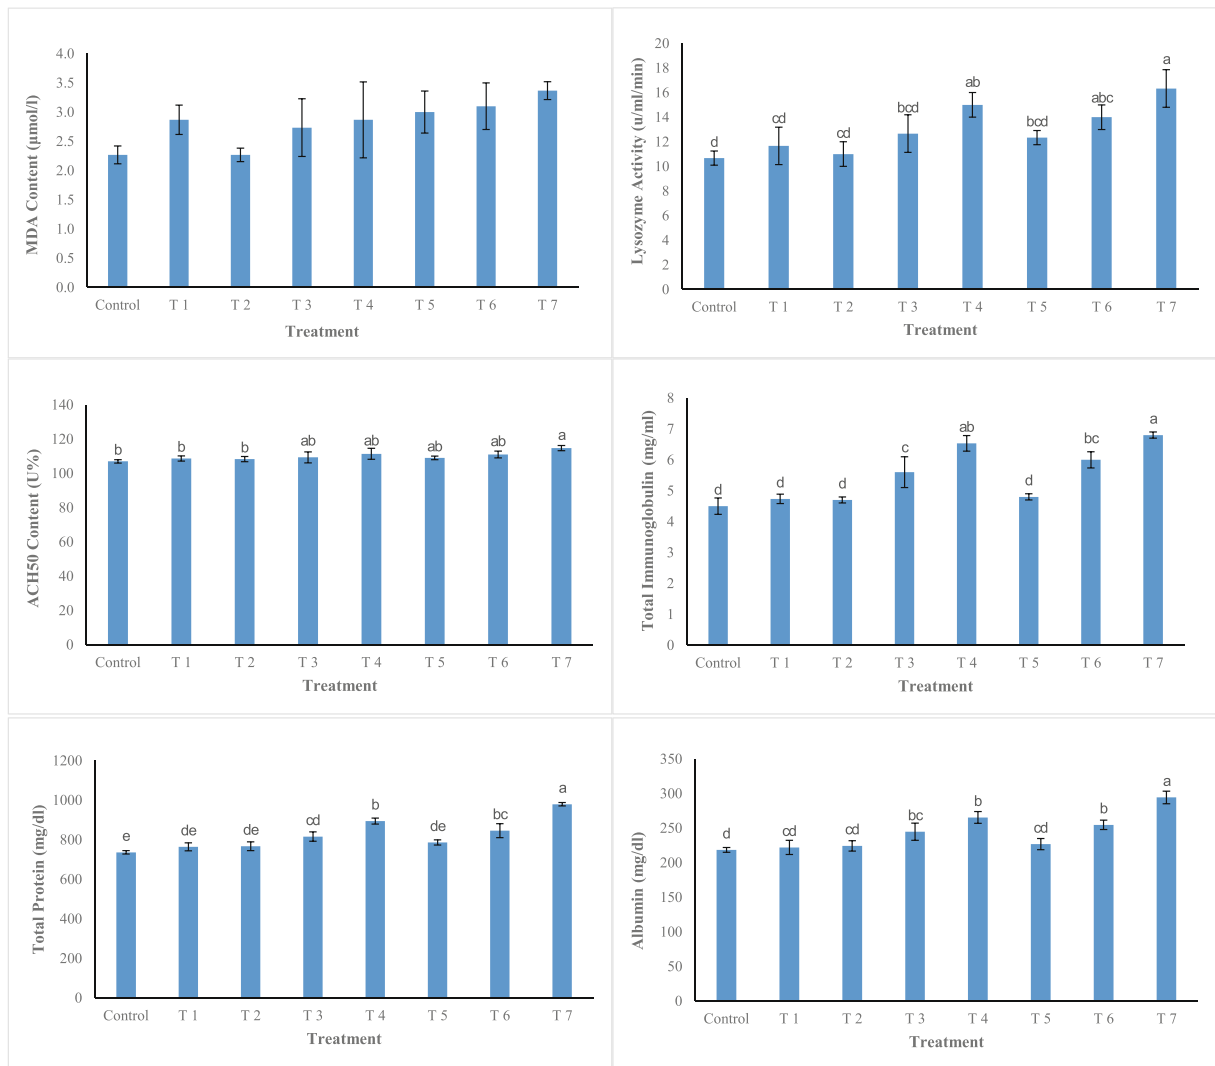 MDA Content (µmol/l)
4.0
3.5
3.0
2.5
2.0
1.5
1.0
0.5
0.0
Control T 1 T 2 T 3 T 4 T 5 T 6 T 7
Treatment
Lysozyme Activity (u/ml/min)
20
18
16
14
12
10
8
6
4
2
0
d cd cd bcd ab bcd abc a
Control T 1 T 2 T 3 T 4 T 5 T 6 T 7
Treatment
ACH50 Content (U%)
140
120
100
80
60
40
20
0
b b b ab ab ab ab a
Control T 1 T 2 T 3 T 4 T 5 T 6 T 7
Treatment
Total Immunoglobulin (mg/ml)
8
7
6
5
4
3
2
1
0
d d d c ab d bc a
Control T 1 T 2 T 3 T 4 T 5 T 6 T 7
Treatment
Total Protein (mg/dl)
1200
1000
800
600
400
200
0
e de de cd b de bc a
Control T 1 T 2 T 3 T 4 T 5 T 6 T 7
Treatment
Albumin (mg/dl)
350
300
250
200
150
100
50
0
d cd cd bc b cd b a
Control T 1 T 2 T 3 T 4 T 5 T 6 T 7
Treatment